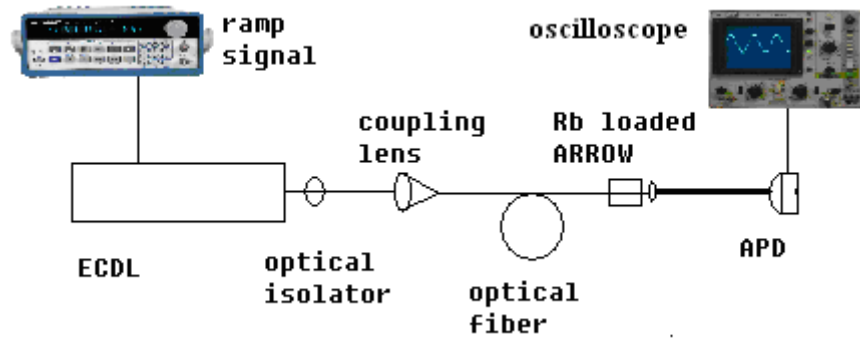 ramp
signal
oscilloscope
coupling
lens
Rb loaded
ARROW
ECDL
optical
isolator
optical
fiber
APD